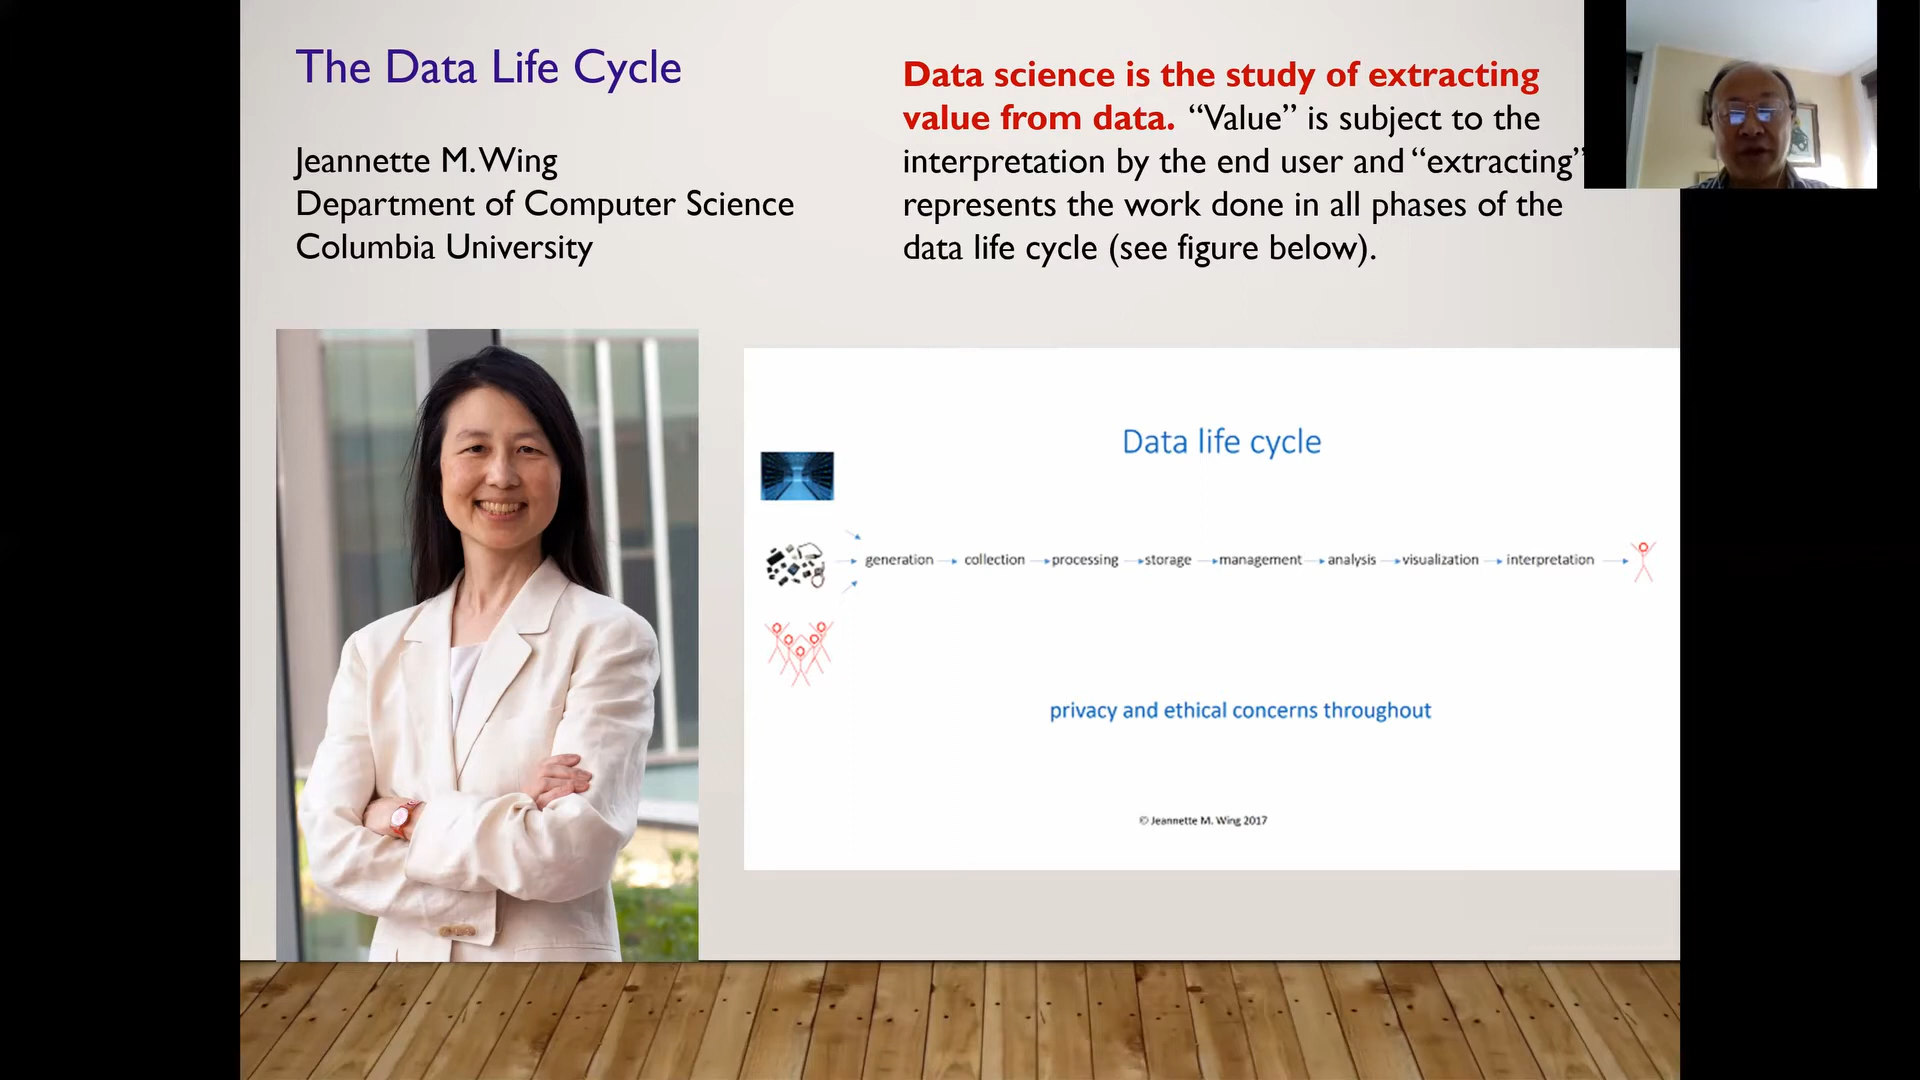 The Data Life Cycle
Jeannette M. Wing
Department of Computer Science
Columbia University
Data science is the study of extracting
value from data. “Value” is subject to the
interpretation by the end user and “extracting”
represents the work done in all phases of the
data life cycle (see figure below).
Data life cycle
generation collection processing storage management analysis visualization interpretation
privacy and ethical concerns throughout
© Jeannette M. Wing 2017